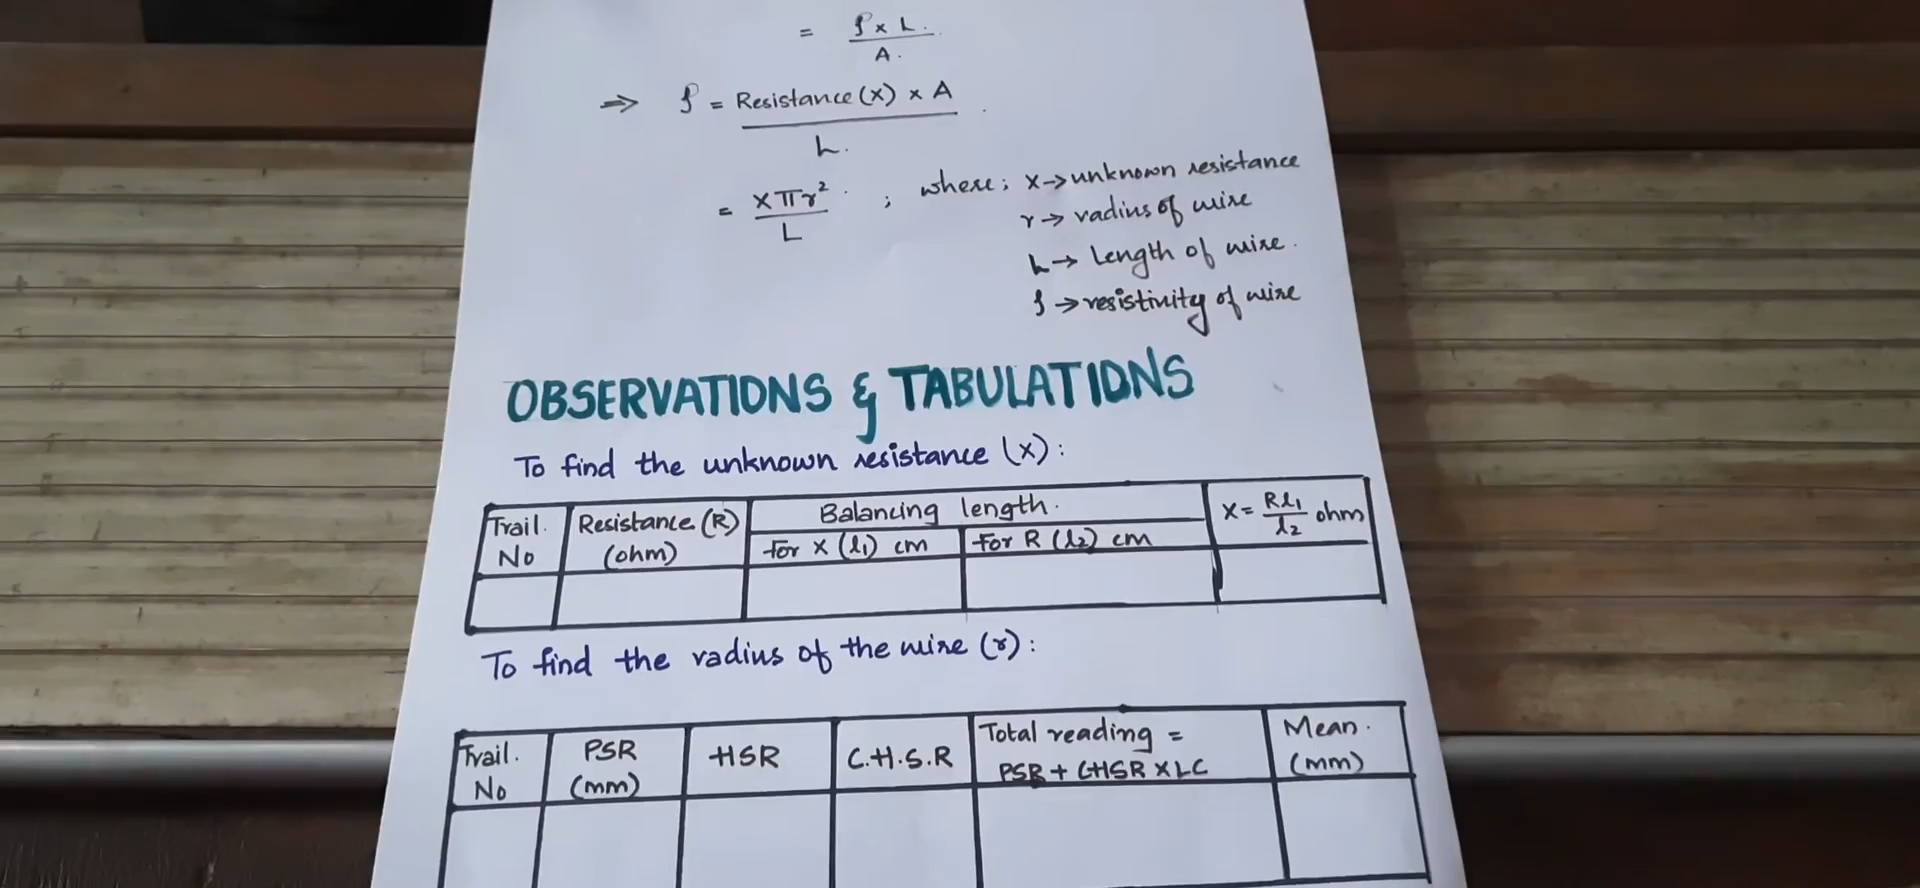 = ρ x L.
A.
⇒ ρ = Resistance (X) x A
L.
= Xπr²
L
; where; X → unknown resistance
r → radius of wire
L → length of wire.
ρ → resistivity of wire
OBSERVATIONS & TABULATIONS
To find the unknown resistance (X) :
Trail. No
Resistance (R) (ohm)
Balancing length.
For X (l₁) cm
For R (l₂) cm
X = Rl₁/l₂ ohm
To find the radius of the wire (r) :
Trail. No
PSR (mm)
HSR
C.H.S.R
Total reading =
PSR + CHSR x LC
Mean. (mm)